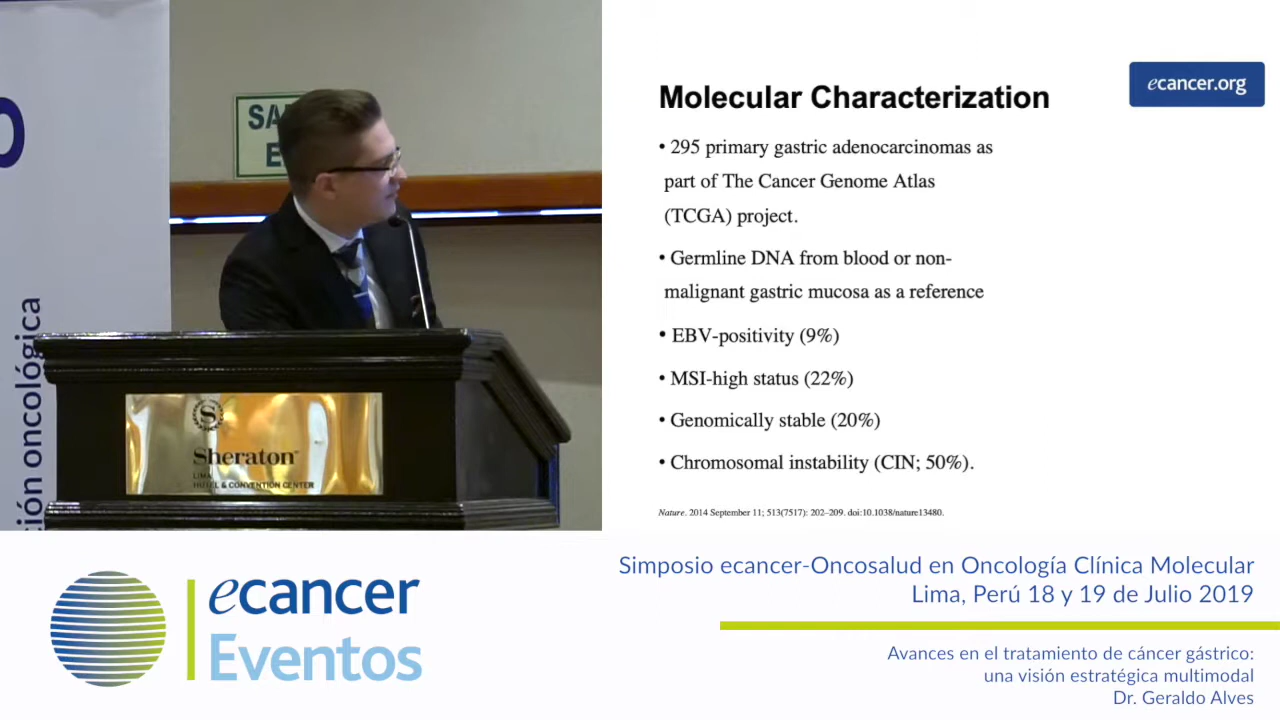 ción oncológica
Sheraton
LIMA
HOTEL & CONVENTION CENTER
ecancer.org
Molecular Characterization
• 295 primary gastric adenocarcinomas as
part of The Cancer Genome Atlas
(TCGA) project.
• Germline DNA from blood or non-
malignant gastric mucosa as a reference
• EBV-positivity (9%)
• MSI-high status (22%)
• Genomically stable (20%)
• Chromosomal instability (CIN; 50%).
Nature. 2014 September 11; 513(7517): 202–209. doi:10.1038/nature13480.
ecancer
Eventos
Simposio ecancer-Oncosalud en Oncología Clínica Molecular
Lima, Perú 18 y 19 de Julio 2019
Avances en el tratamiento de cáncer gástrico:
una visión estratégica multimodal
Dr. Geraldo Alves